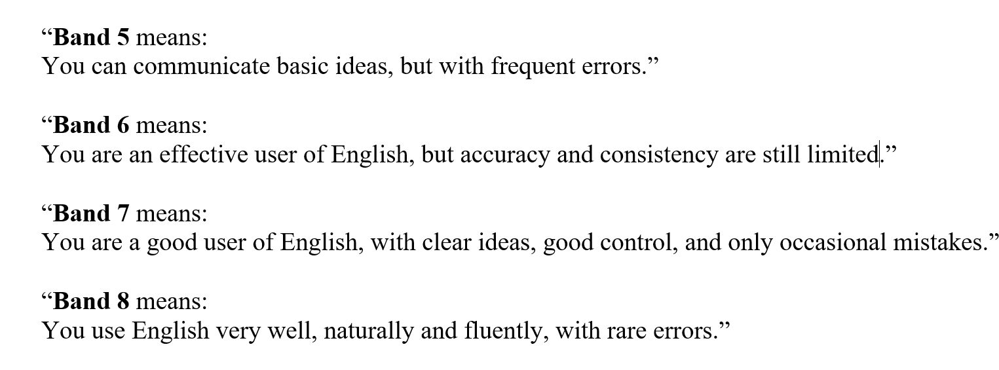 “Band 5 means:
You can communicate basic ideas, but with frequent errors.”
“Band 6 means:
You are an effective user of English, but accuracy and consistency are still limited.”
“Band 7 means:
You are a good user of English, with clear ideas, good control, and only occasional mistakes.”
“Band 8 means:
You use English very well, naturally and fluently, with rare errors.”